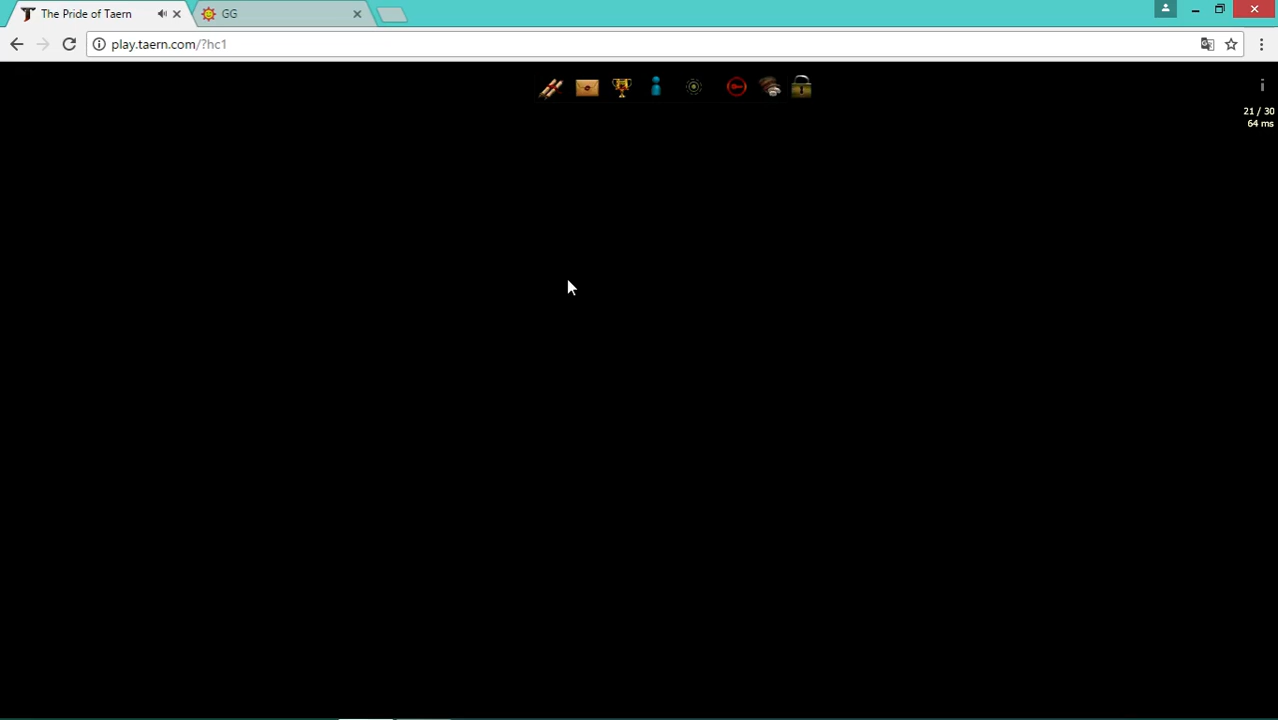 The Pride of Taern
GG
play.taern.com/?hc1
21 / 30
64 ms